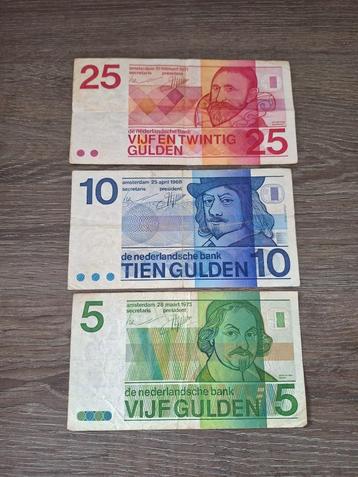 25
amsterdam 10 februari 1971
secretaris president
de nederlandsche bank
VIJF EN TWINTIG
GULDEN
25
10
amsterdam 25 april 1968
secretaris president
de nederlandsche bank
TIEN GULDEN
10
5
amsterdam 28 maart 1973
secretaris president
de nederlandsche bank
VIJF GULDEN
5